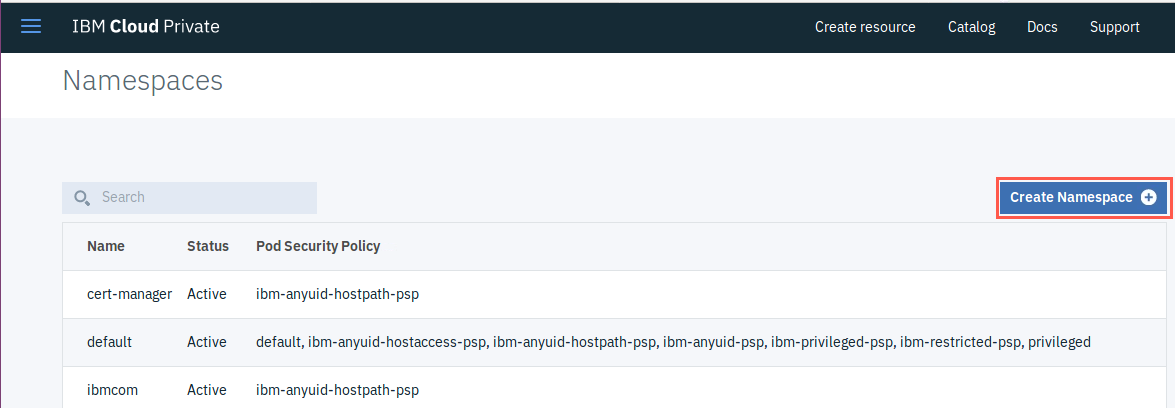 IBM Cloud Private Create resource Catalog Docs Support
Namespaces
Search
Create Namespace
Name Status Pod Security Policy
cert-manager Active ibm-anyuid-hostpath-psp
default Active default, ibm-anyuid-hostaccess-psp, ibm-anyuid-hostpath-psp, ibm-anyuid-psp, ibm-privileged-psp, ibm-restricted-psp, privileged
ibmcom Active ibm-anyuid-hostpath-psp